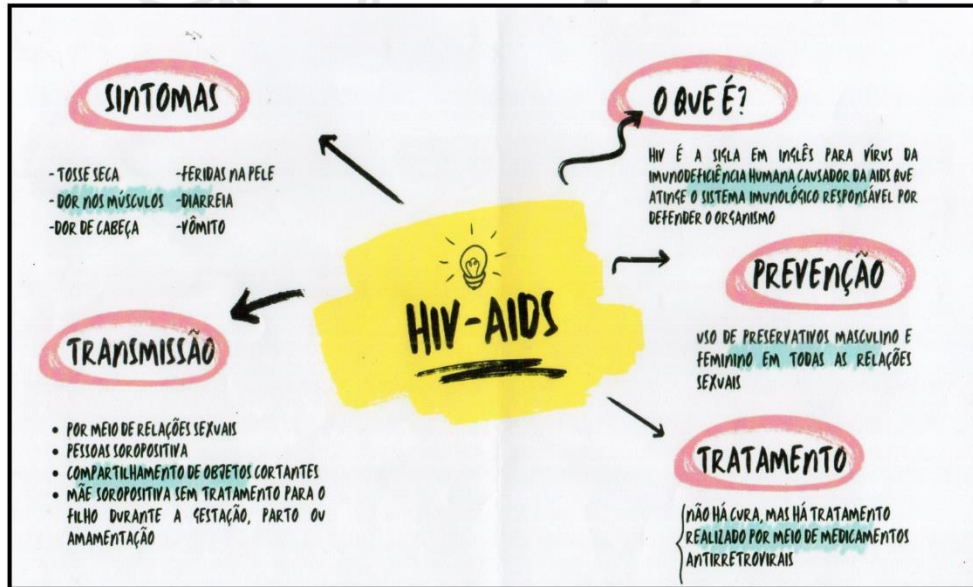 SINTOMAS
-TOSSE SECA
-DOR NOS MÚSCULOS
-DOR DE CABEÇA
-FERIDAS NA PELE
-DIARRÉIA
-VÔMITO
O QUE É?
HIV É A SIGLA EM INGLÊS PARA VÍRUS DA
IMUNODEFICIÊNCIA HUMANA CAUSADOR DA AIDS QUE
ATINGE O SISTEMA IMUNOLÓGICO RESPONSÁVEL POR
DEFENDER O ORGANISMO
HIV-AIDS
PREVENÇÃO
USO DE PRESERVATIVOS MASCULINO E
FEMININO EM TODAS AS RELAÇÕES
SEXUAIS
TRANSMISSÃO
• POR MEIO DE RELAÇÕES SEXUAIS
• PESSOAS SOROPOSITIVA
• COMPARTILHAMENTO DE OBJETOS CORTANTES
• MÃE SOROPOSITIVA SEM TRATAMENTO PARA O
FILHO DURANTE A GESTAÇÃO, PARTO OU
AMAMENTAÇÃO
TRATAMENTO
NÃO HÁ CURA, MAS HÁ TRATAMENTO
REALIZADO POR MEIO DE MEDICAMENTOS
ANTIRRETROVIRAIS